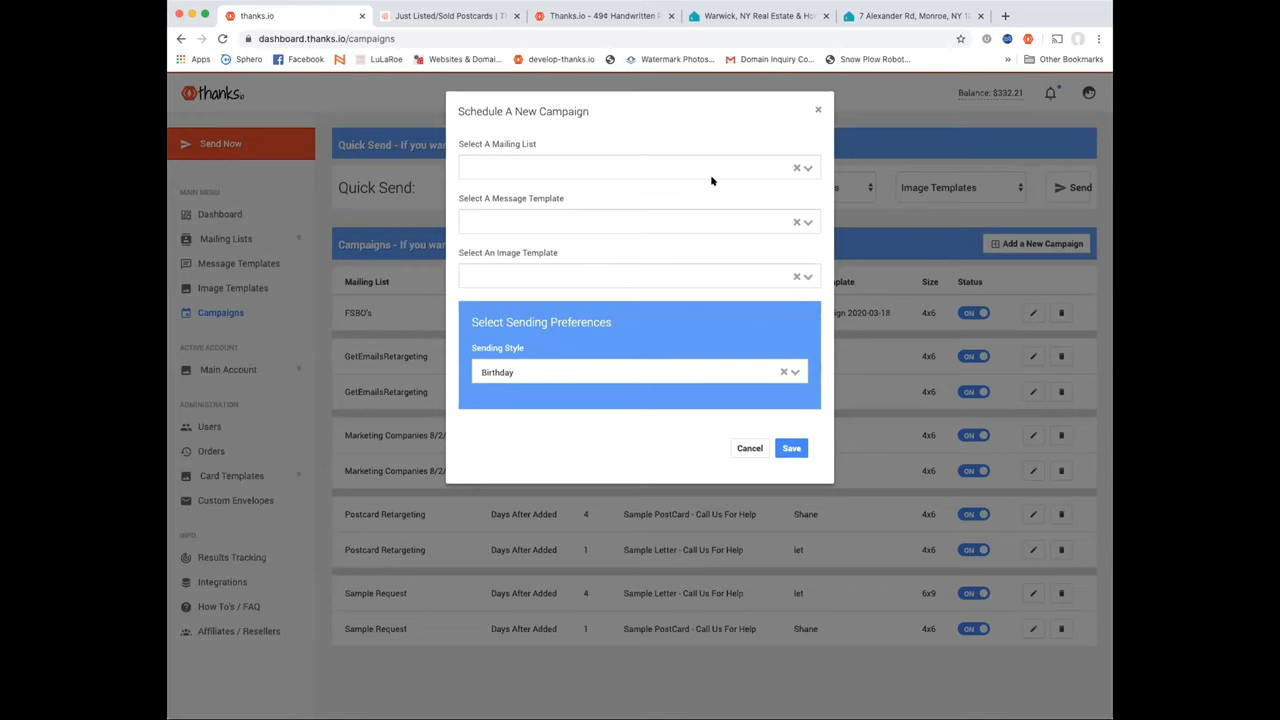 thanks.io
Just Listed/Sold Postcards | T
Thanks.io - 49¢ Handwritten P
Warwick, NY Real Estate & Ho
7 Alexander Rd, Monroe, NY 1
dashboard.thanks.io/campaigns
Apps
Sphero
Facebook
LuLaRoe
Websites & Domai...
develop-thanks.io
Watermark Photos...
Domain Inquiry Co...
Snow Plow Robot...
»
Other Bookmarks
thanks.io
Balance: $332.21
Send Now
MAIN MENU
Dashboard
Mailing Lists
Message Templates
Image Templates
Campaigns
ACTIVE ACCOUNT
Main Account
ADMINISTRATION
Users
Orders
Card Templates
Custom Envelopes
INFO
Results Tracking
Integrations
How To's / FAQ
Affiliates / Resellers
Quick Send - If you wan
Quick Send:
s
Image Templates
Send
Campaigns - If you wan
Add a New Campaign
Mailing List
plate
Size
Status
FSBO's
ign 2020-03-18
4x6
ON
GetEmailsRetargeting
4x6
ON
GetEmailsRetargeting
4x6
ON
Marketing Companies 8/2/
4x6
ON
Marketing Companies 8/2/
4x6
ON
Postcard Retargeting
Days After Added
4
Sample PostCard - Call Us For Help
Shane
4x6
ON
Postcard Retargeting
Days After Added
1
Sample Letter - Call Us For Help
let
4x6
ON
Sample Request
Days After Added
4
Sample Letter - Call Us For Help
let
6x9
ON
Sample Request
Days After Added
1
Sample PostCard - Call Us For Help
Shane
4x6
ON
Schedule A New Campaign
Select A Mailing List
Select A Message Template
Select An Image Template
Select Sending Preferences
Sending Style
Birthday
Cancel
Save